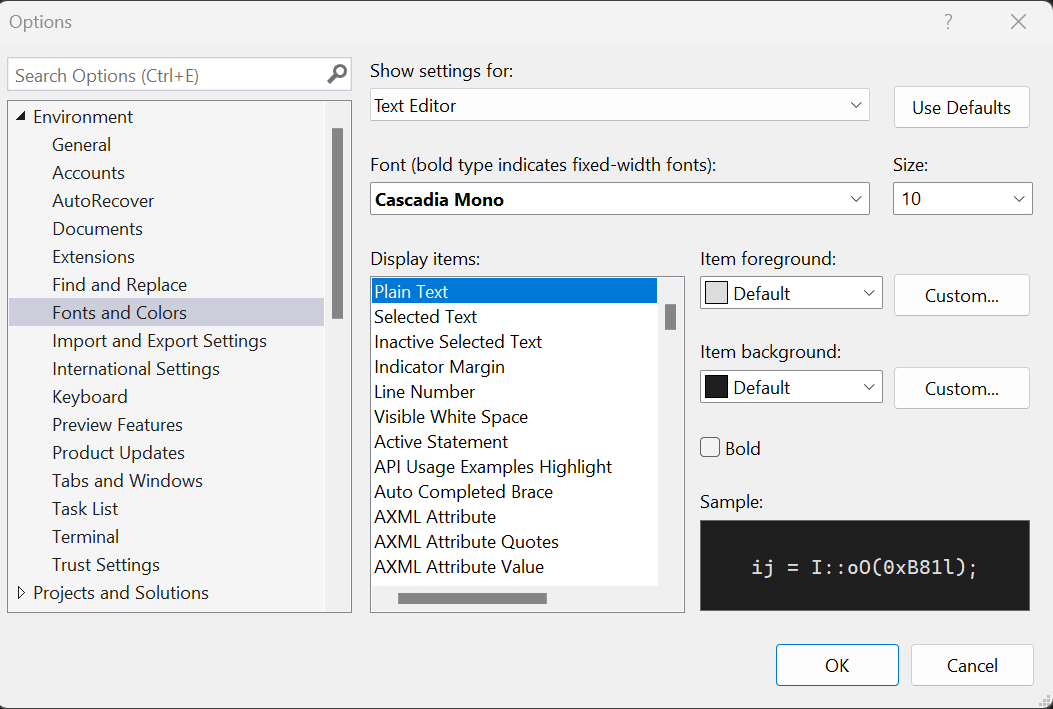 Options
?
Search Options (Ctrl+E)
Environment
General
Accounts
AutoRecover
Documents
Extensions
Find and Replace
Fonts and Colors
Import and Export Settings
International Settings
Keyboard
Preview Features
Product Updates
Tabs and Windows
Task List
Terminal
Trust Settings
Projects and Solutions
Show settings for:
Text Editor
Use Defaults
Font (bold type indicates fixed-width fonts):
Cascadia Mono
Size:
10
Display items:
Plain Text
Selected Text
Inactive Selected Text
Indicator Margin
Line Number
Visible White Space
Active Statement
API Usage Examples Highlight
Auto Completed Brace
AXML Attribute
AXML Attribute Quotes
AXML Attribute Value
Item foreground:
Default
Custom...
Item background:
Default
Custom...
Bold
Sample:
ij = I::oO(0xB81l);
OK
Cancel